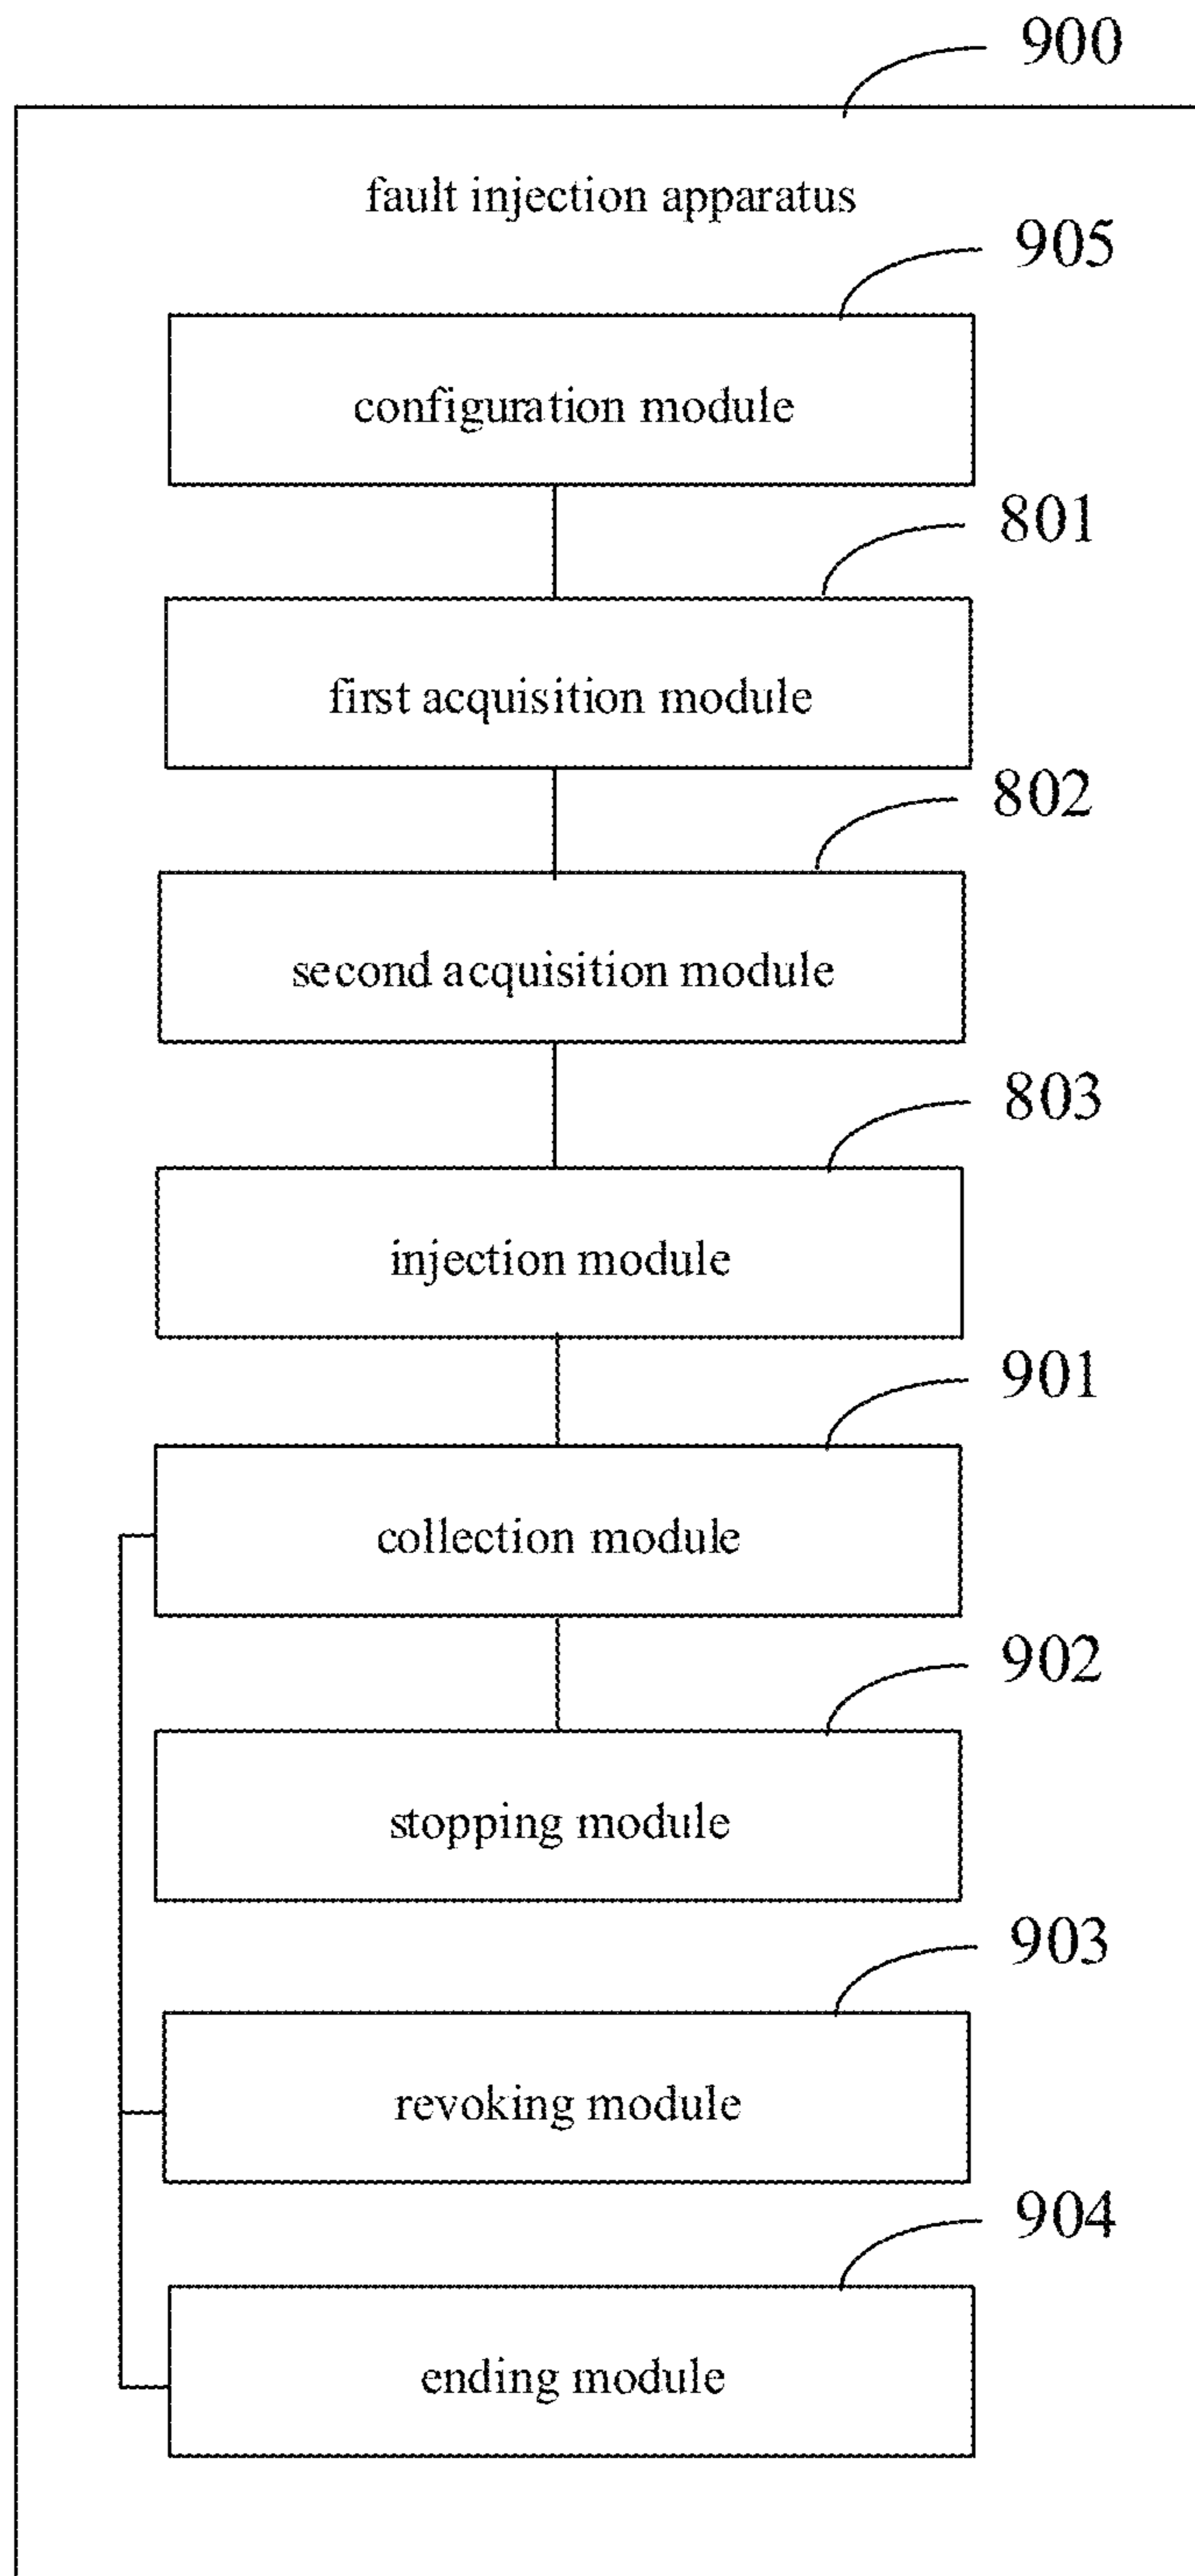 900
fault injection apparatus
905
configuration module
801
first acquisition module
802
second acquisition module
803
injection module
901
collection module
902
stopping module
903
revoking module
904
ending module